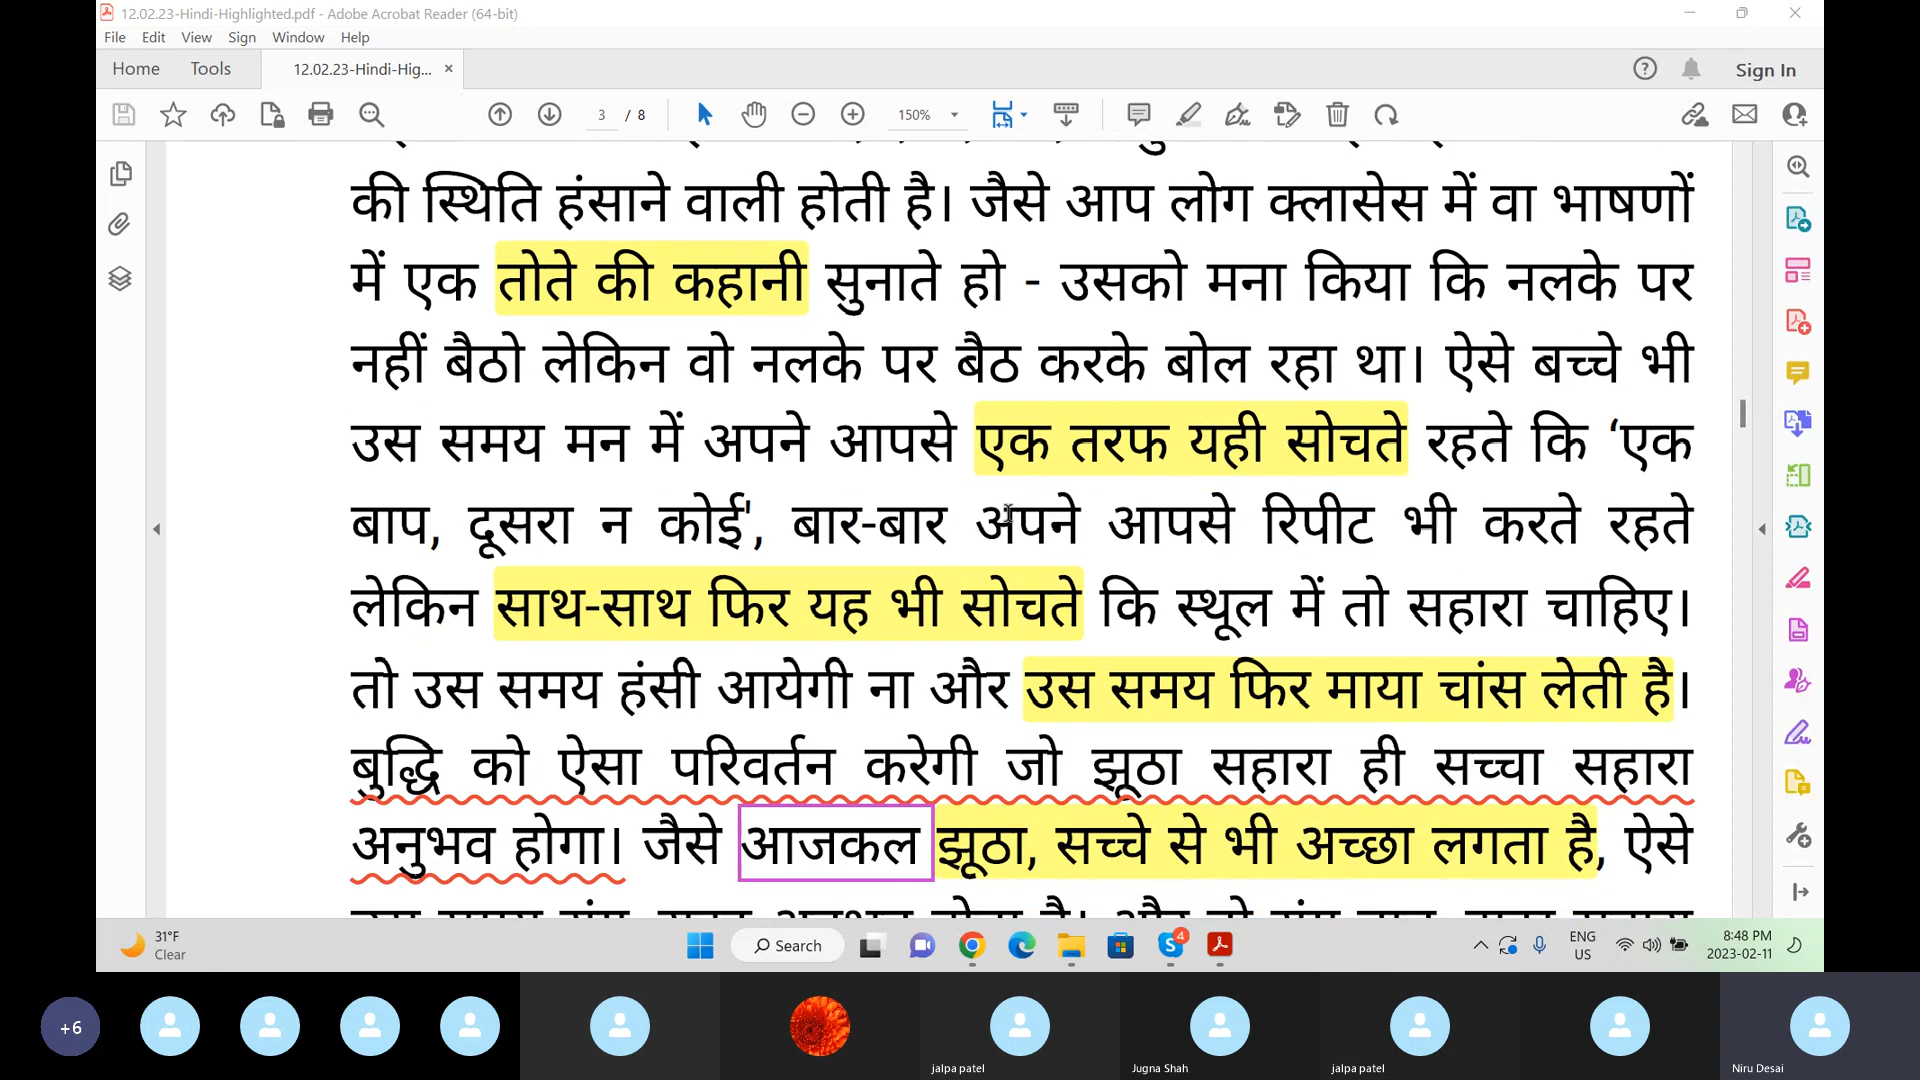 12.02.23-Hindi-Highlighted.pdf - Adobe Acrobat Reader (64-bit)
File Edit View Sign Window Help
Home Tools 12.02.23-Hindi-Hig... × Sign In
3 / 8 150%
की स्थिति हंसाने वाली होती है। जैसे आप लोग क्लासेस में वा भाषणों
में एक तोते की कहानी सुनाते हो - उसको मना किया कि नलके पर
नहीं बैठो लेकिन वो नलके पर बैठ करके बोल रहा था। ऐसे बच्चे भी
उस समय मन में अपने आपसे एक तरफ यही सोचते रहते कि ‘एक
बाप, दूसरा न कोई', बार-बार अपने आपसे रिपीट भी करते रहते
लेकिन साथ-साथ फिर यह भी सोचते कि स्थूल में तो सहारा चाहिए।
तो उस समय हंसी आयेगी ना और उस समय फिर माया चांस लेती है।
बुद्धि को ऐसा परिवर्तन करेगी जो झूठा सहारा ही सच्चा सहारा
अनुभव होगा। जैसे आजकल झूठा, सच्चे से भी अच्छा लगता है, ऐसे
31°F
Clear
Search
4
ENG
US
8:48 PM
2023-02-11
+6
jalpa patel
Jugna Shah
jalpa patel
Niru Desai